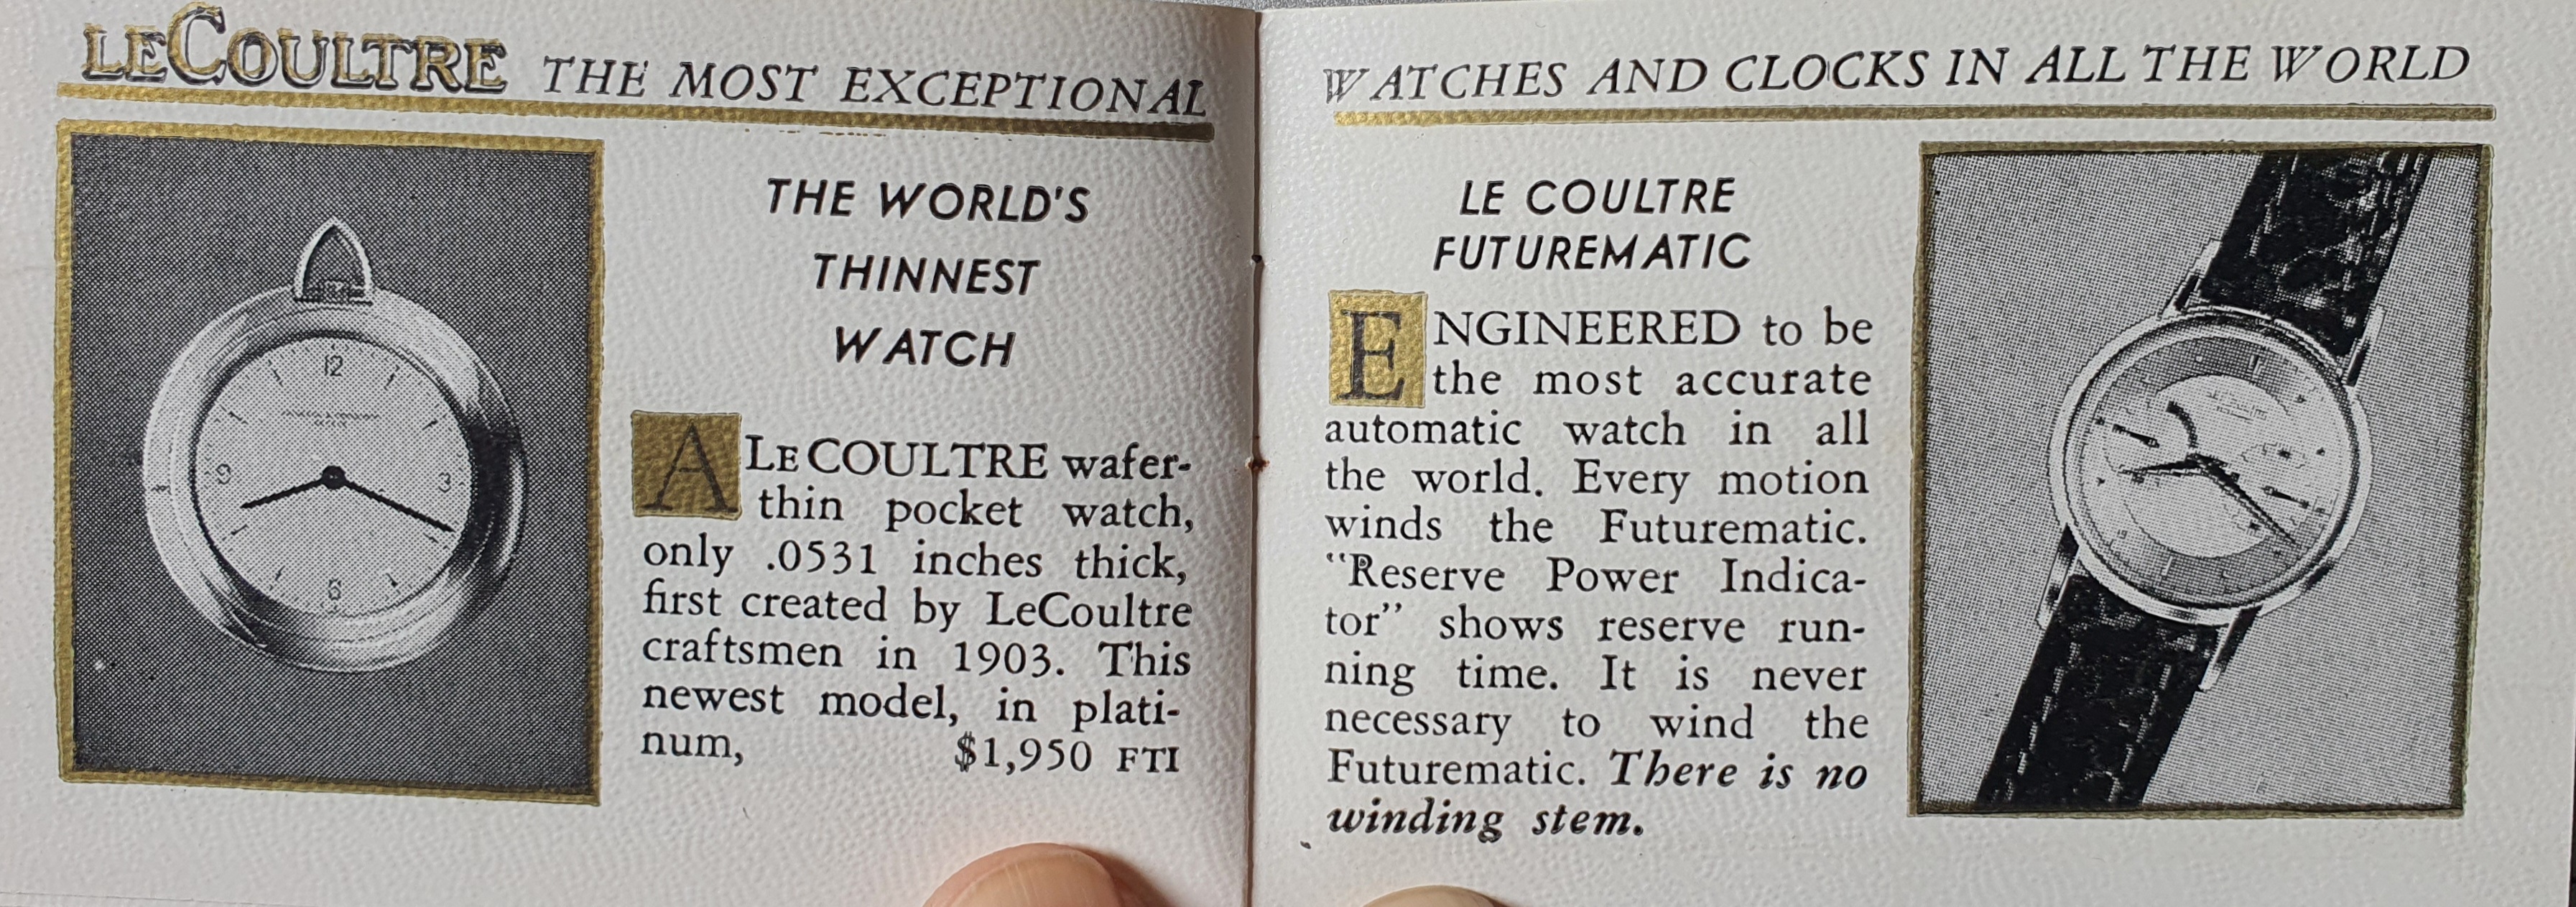 LECOULTRE THE MOST EXCEPTIONAL
THE WORLD'S
THINNEST
WATCH
A LECOULTRE wafer-
thin pocket watch,
only .0531 inches thick,
first created by LeCoultre
craftsmen in 1903. This
newest model, in plati-
num, $1,950 FTI
12
9 3
6
WATCHES AND CLOCKS IN ALL THE WORLD
LE COULTRE
FUTUREMATIC
ENGINEERED to be
the most accurate
automatic watch in all
the world. Every motion
winds the Futurematic.
“Reserve Power Indica-
tor” shows reserve run-
ning time. It is never
necessary to wind the
Futurematic. There is no
winding stem.